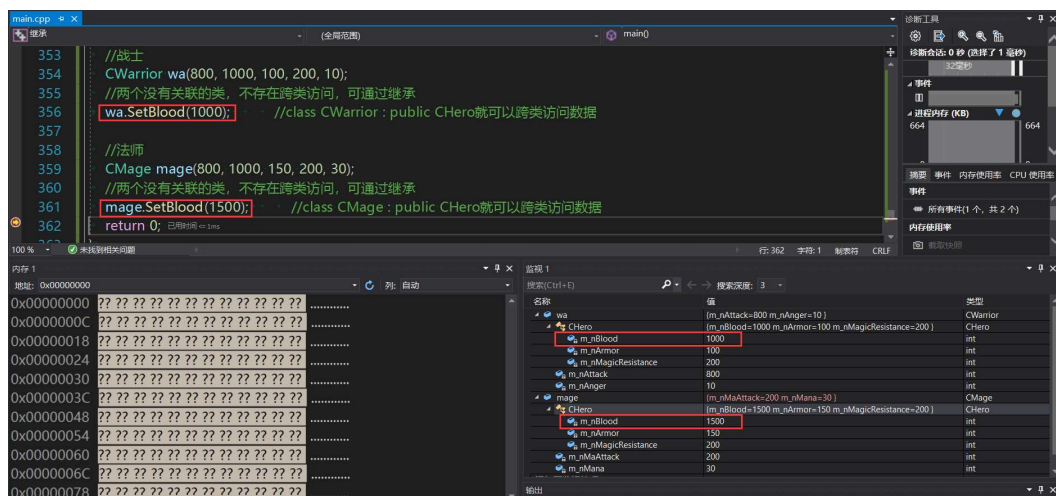 main.cpp
诊断工具
继承
(全局范围)
main()
诊断会话: 0 秒 (选择了 1 毫秒)
32毫秒
353 //战士
354 CWarrior wa(800, 1000, 100, 200, 10);
355 //两个没有关联的类，不存在跨类访问，可通过继承
356 wa.SetBlood(1000); //class CWarrior : public CHero就可以跨类访问数据
357
358 //法师
359 CMage mage(800, 1000, 150, 200, 30);
360 //两个没有关联的类，不存在跨类访问，可通过继承
361 mage.SetBlood(1500); //class CMage : public CHero就可以跨类访问数据
362 return 0; 已用时间 <= 1ms
事件
进程内存 (KB)
664 664
摘要 事件 内存使用率 CPU 使用率
事件
所有事件(1 个，共 2 个)
内存使用率
截取快照
100 % 未找到相关问题 行: 362 字符: 1 制表符 CRLF
内存 1
地址: 0x00000000 列: 自动
0x00000000 ?? ?? ?? ?? ?? ?? ?? ?? ?? ?? ?? ?? ............
0x0000000C ?? ?? ?? ?? ?? ?? ?? ?? ?? ?? ?? ?? ............
0x00000018 ?? ?? ?? ?? ?? ?? ?? ?? ?? ?? ?? ?? ............
0x00000024 ?? ?? ?? ?? ?? ?? ?? ?? ?? ?? ?? ?? ............
0x00000030 ?? ?? ?? ?? ?? ?? ?? ?? ?? ?? ?? ?? ............
0x0000003C ?? ?? ?? ?? ?? ?? ?? ?? ?? ?? ?? ?? ............
0x00000048 ?? ?? ?? ?? ?? ?? ?? ?? ?? ?? ?? ?? ............
0x00000054 ?? ?? ?? ?? ?? ?? ?? ?? ?? ?? ?? ?? ............
0x00000060 ?? ?? ?? ?? ?? ?? ?? ?? ?? ?? ?? ?? ............
0x0000006C ?? ?? ?? ?? ?? ?? ?? ?? ?? ?? ?? ?? ............
0x00000078 ?? ?? ?? ?? ?? ?? ?? ?? ?? ?? ?? ?? ............
监视 1
搜索(Ctrl+E) 搜索深度: 3
名称 值 类型
wa {m_nAttack=800 m_nAnger=10 } CWarrior
CHero {m_nBlood=1000 m_nArmor=100 m_nMagicResistance=200 } CHero
m_nBlood 1000 int
m_nArmor 100 int
m_nMagicResistance 200 int
m_nAttack 800 int
m_nAnger 10 int
mage {m_nMaAttack=200 m_nMana=30 } CMage
CHero {m_nBlood=1500 m_nArmor=150 m_nMagicResistance=200 } CHero
m_nBlood 1500 int
m_nArmor 150 int
m_nMagicResistance 200 int
m_nMaAttack 200 int
m_nMana 30 int
输出